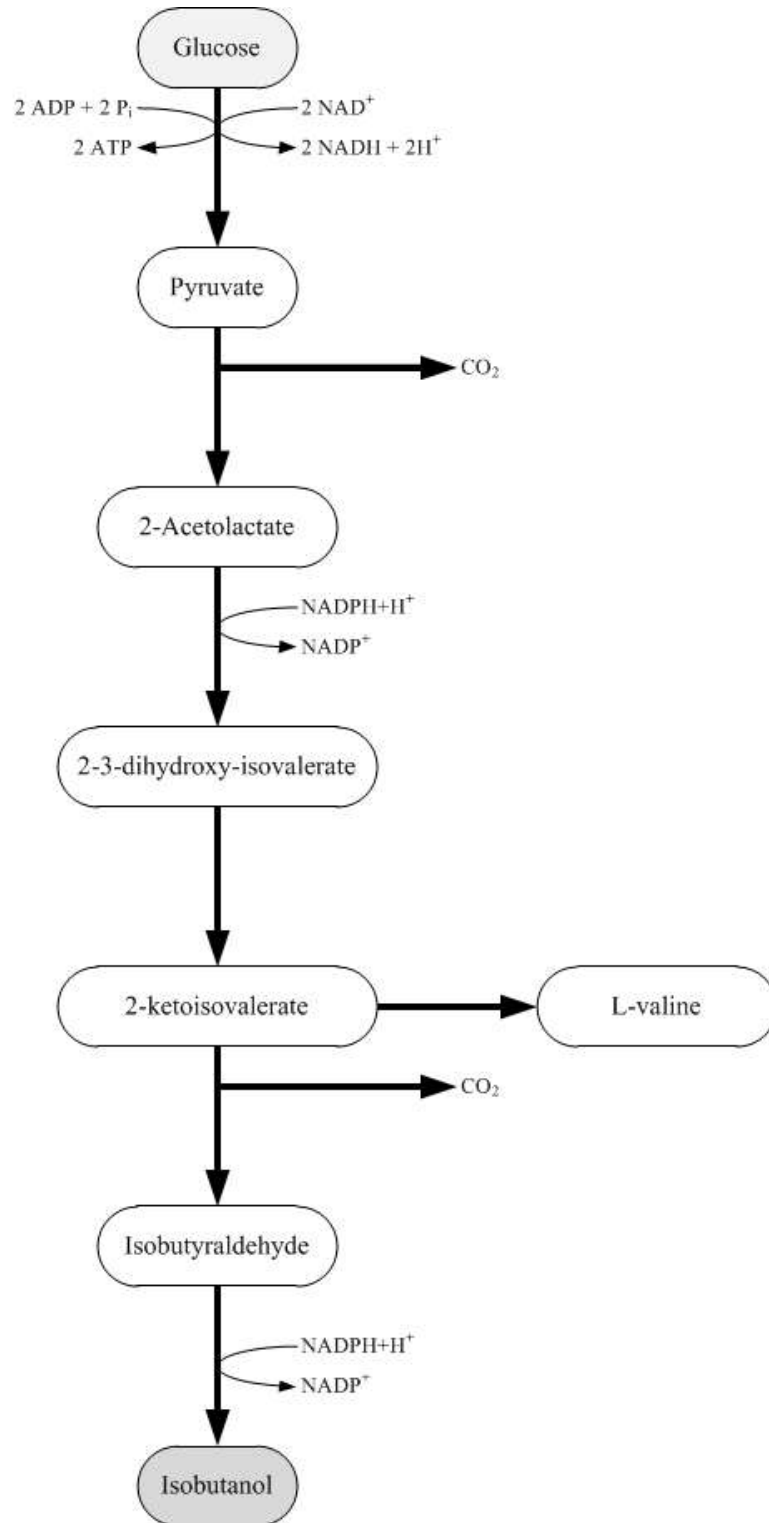 Glucose
2 ADP + 2 Pᵢ
2 NAD⁺
2 ATP
2 NADH + 2H⁺
Pyruvate
CO₂
2-Acetolactate
NADPH+H⁺
NADP⁺
2-3-dihydroxy-isovalerate
2-ketoisovalerate
L-valine
CO₂
Isobutyraldehyde
NADPH+H⁺
NADP⁺
Isobutanol